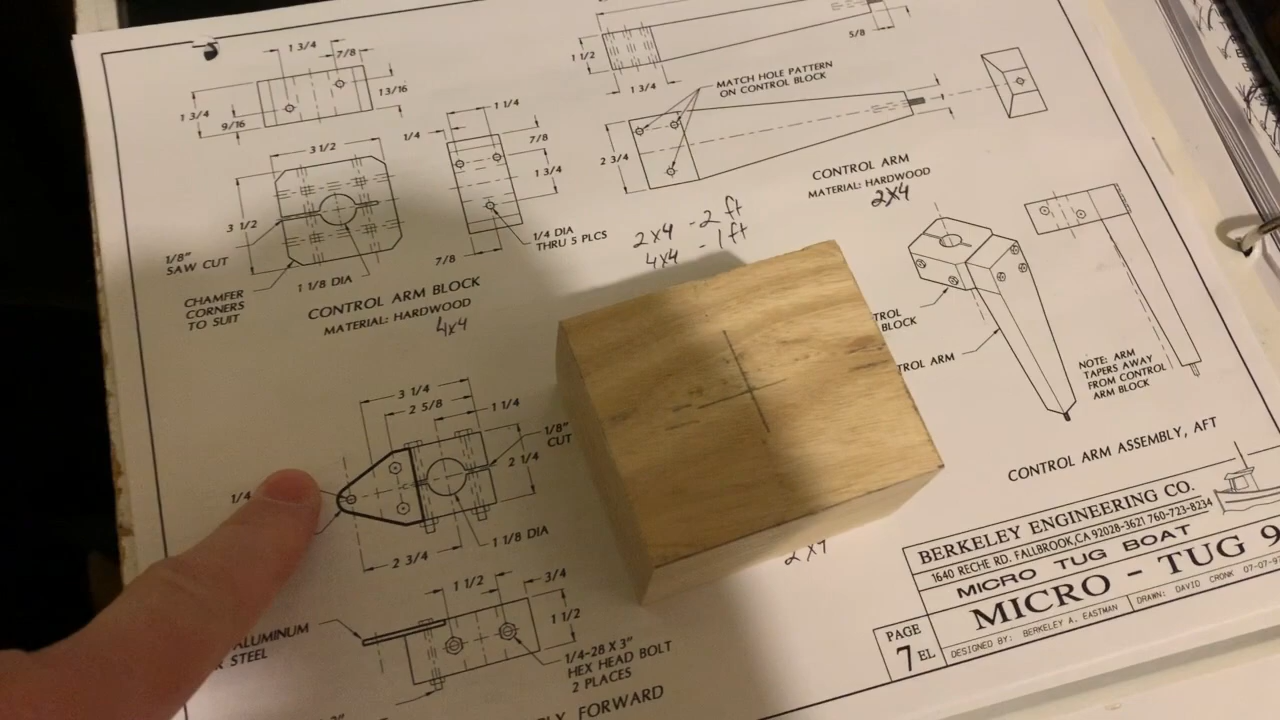 1 3/4
7/8
1 3/4
9/16
13/16
3 1/2
3 1/2
1/8"
SAW CUT
CHAMFER
CORNERS
TO SUIT
1 1/8 DIA
CONTROL ARM BLOCK
MATERIAL: HARDWOOD
4x4
1 1/4
1/4
7/8
1 3/4
1/4 DIA
THRU 5 PLCS
7/8
1 1/2
1 3/4
5/8
MATCH HOLE PATTERN
ON CONTROL BLOCK
2 3/4
CONTROL ARM
MATERIAL: HARDWOOD
2x4
2x4 - 2 ft
4x4 - 1 ft
TROL
BLOCK
TROL ARM
NOTE: ARM
TAPERS AWAY
FROM CONTROL
ARM BLOCK
CONTROL ARM ASSEMBLY, AFT
3 1/4
2 5/8
1 1/4
1/8"
CUT
2 1/4
1/4
1 1/8 DIA
2 3/4
1 1/2
3/4
1 1/2
ALUMINUM
STEEL
1/4-28 X 3"
HEX HEAD BOLT
2 PLACES
FORWARD
BERKELEY ENGINEERING CO.
1640 RECHE RD. FALLBROOK, CA 92028-3621 760-723-8234
MICRO TUG BOAT
MICRO - TUG 9
PAGE
7 EL
DESIGNED BY: BERKELEY A. EASTMAN
DRAWN: DAVID CRONK 07-07-9